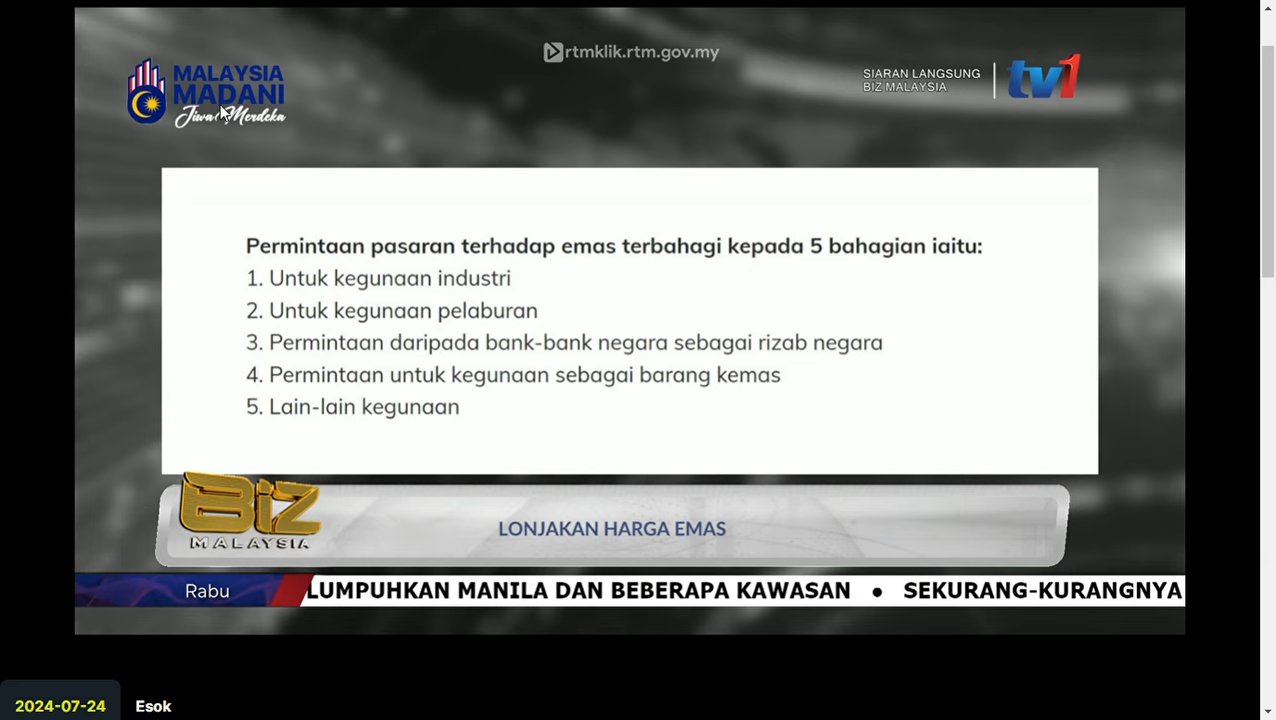 rtmklik.rtm.gov.my
MALAYSIA
MADANI
Jiwa Merdeka
SIARAN LANGSUNG
BIZ MALAYSIA
tv1
Permintaan pasaran terhadap emas terbahagi kepada 5 bahagian iaitu:
1. Untuk kegunaan industri
2. Untuk kegunaan pelaburan
3. Permintaan daripada bank-bank negara sebagai rizab negara
4. Permintaan untuk kegunaan sebagai barang kemas
5. Lain-lain kegunaan
BiZ
MALAYSIA
LONJAKAN HARGA EMAS
Rabu
LUMPUHKAN MANILA DAN BEBERAPA KAWASAN • SEKURANG-KURANGNYA
2024-07-24
Esok